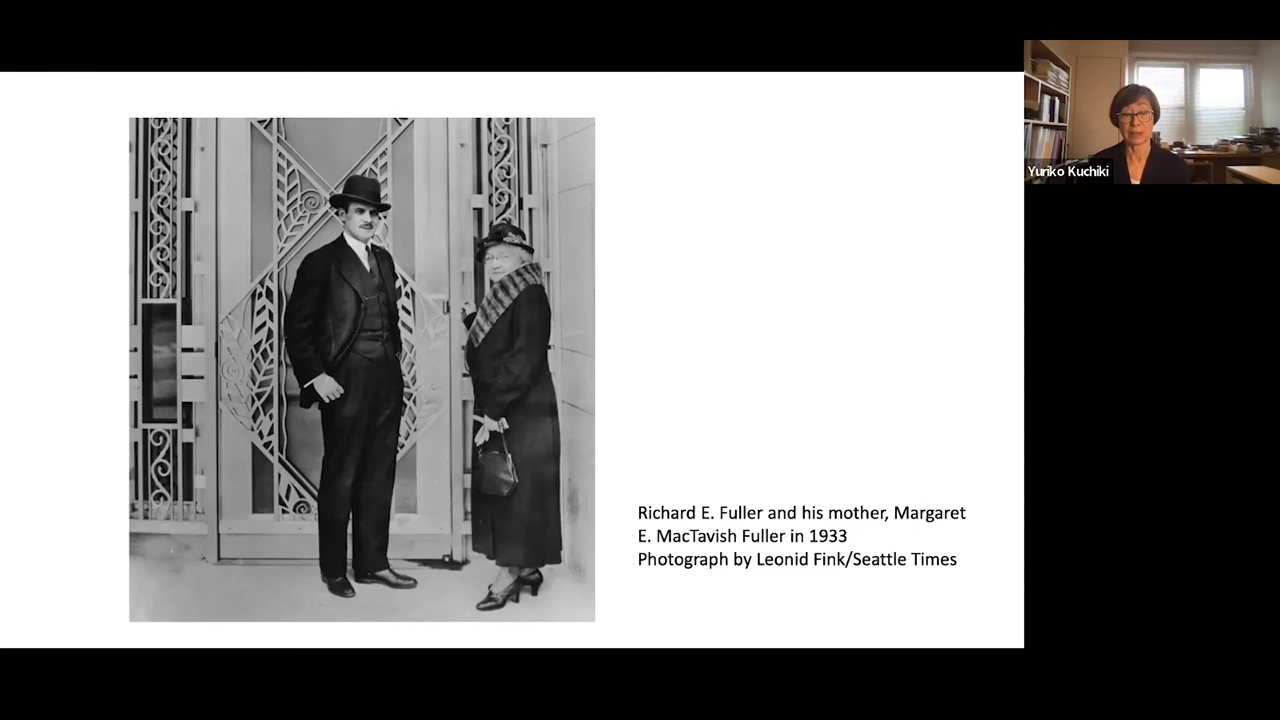 Yuriko Kuchiki
Richard E. Fuller and his mother, Margaret
E. MacTavish Fuller in 1933
Photograph by Leonid Fink/Seattle Times